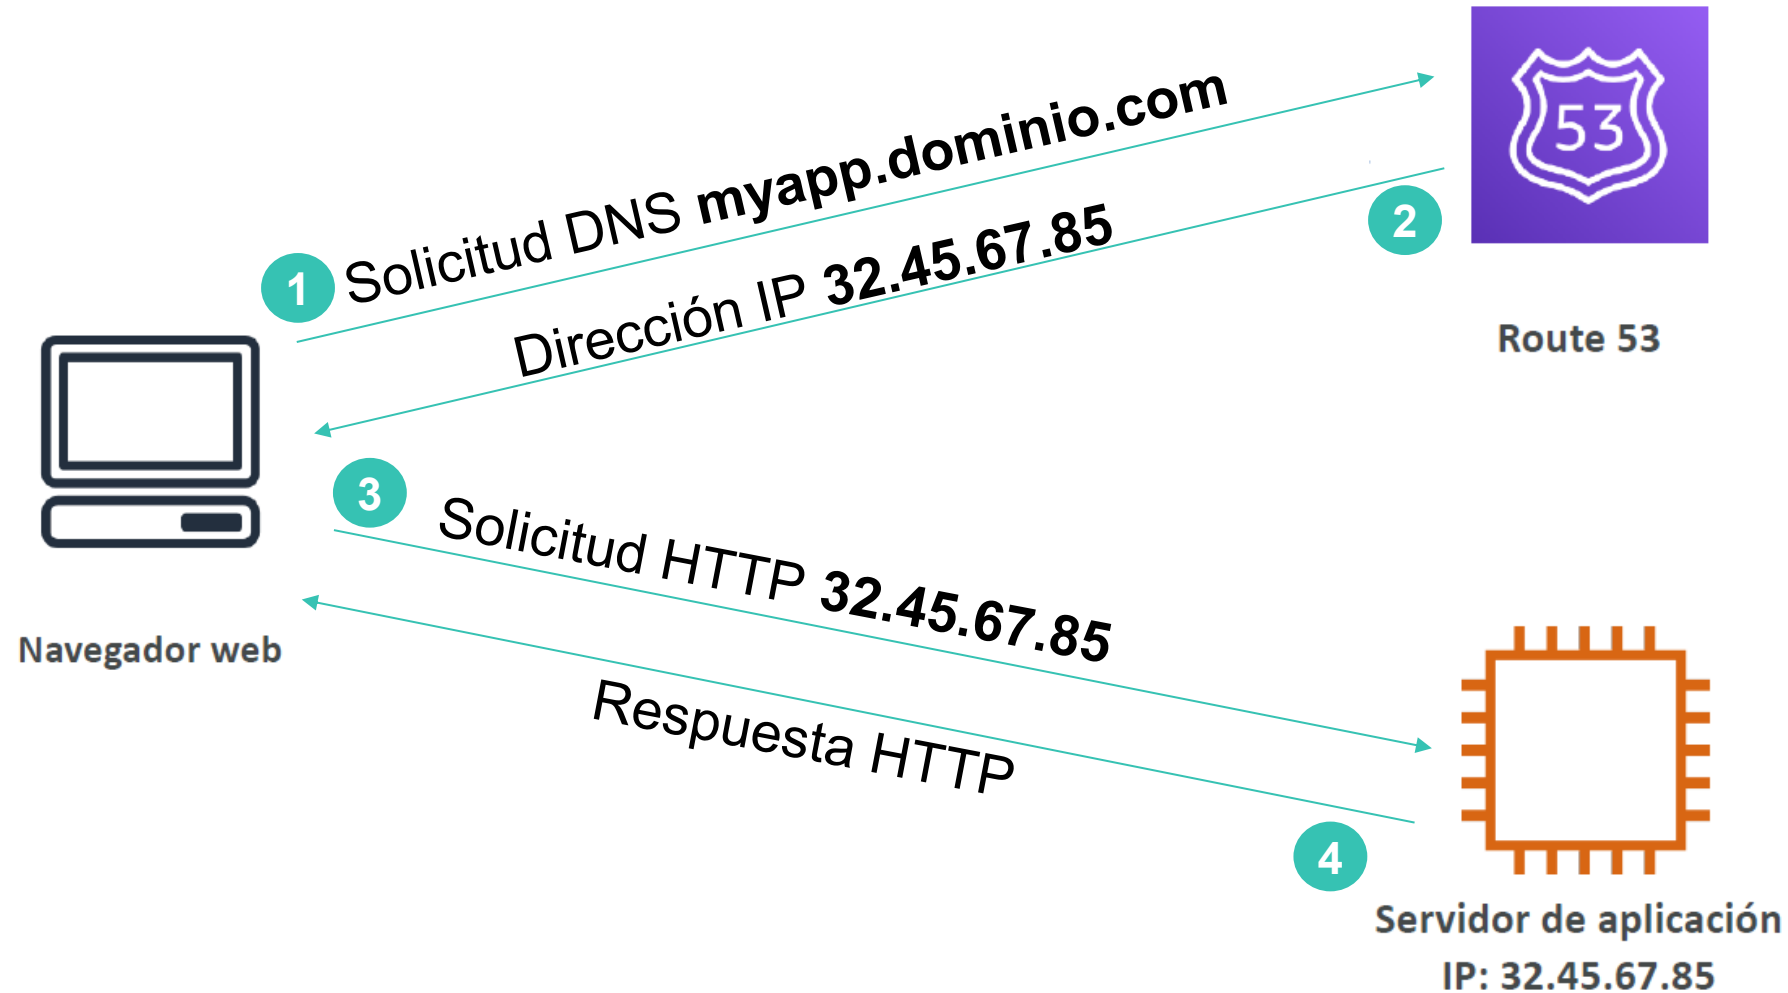 53
Route 53
1
Solicitud DNS myapp.dominio.com
2
Dirección IP 32.45.67.85
3
Solicitud HTTP 32.45.67.85
Navegador web
Respuesta HTTP
4
Servidor de aplicación
IP: 32.45.67.85